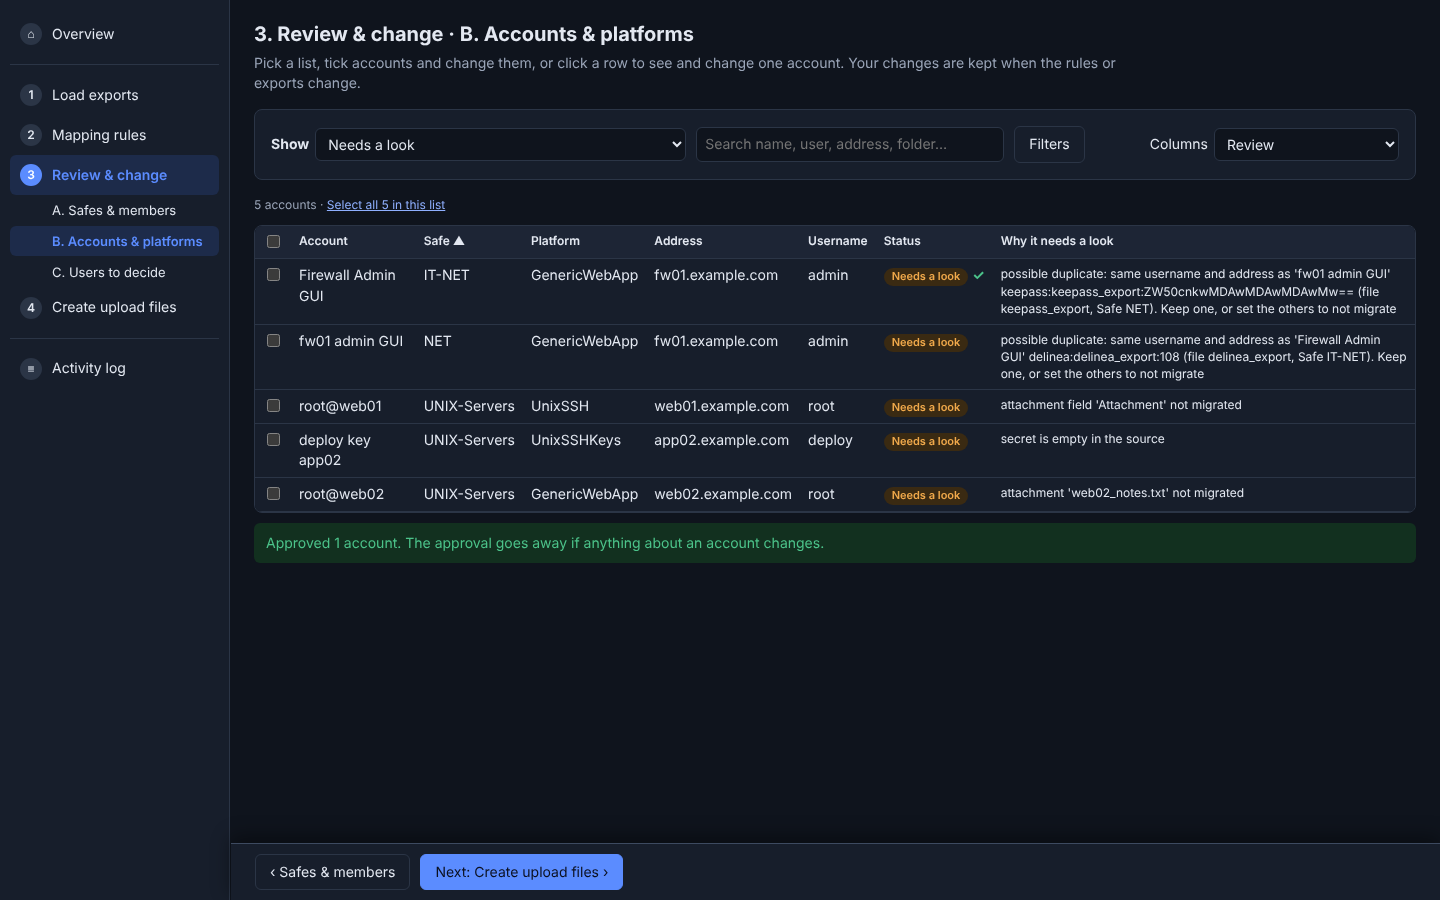 ⌂ Overview
1 Load exports
2 Mapping rules
3 Review & change
A. Safes & members
B. Accounts & platforms
C. Users to decide
4 Create upload files
≡ Activity log
3. Review & change · B. Accounts & platforms
Pick a list, tick accounts and change them, or click a row to see and change one account. Your changes are kept when the rules or
exports change.
Show Needs a look Search name, user, address, folder... Filters Columns Review
5 accounts · Select all 5 in this list
Account Safe ▲ Platform Address Username Status Why it needs a look
Firewall Admin IT-NET GenericWebApp fw01.example.com admin Needs a look ✓ possible duplicate: same username and address as 'fw01 admin GUI'
GUI keepass:keepass_export:ZW50cnkwMDAwMDAwMDAwMw== (file
keepass_export, Safe NET). Keep one, or set the others to not migrate
fw01 admin GUI NET GenericWebApp fw01.example.com admin Needs a look possible duplicate: same username and address as 'Firewall Admin
GUI' delinea:delinea_export:108 (file delinea_export, Safe IT-NET). Keep
one, or set the others to not migrate
root@web01 UNIX-Servers UnixSSH web01.example.com root Needs a look attachment field 'Attachment' not migrated
deploy key UNIX-Servers UnixSSHKeys app02.example.com deploy Needs a look secret is empty in the source
app02
root@web02 UNIX-Servers GenericWebApp web02.example.com root Needs a look attachment 'web02_notes.txt' not migrated
Approved 1 account. The approval goes away if anything about an account changes.
‹ Safes & members Next: Create upload files ›